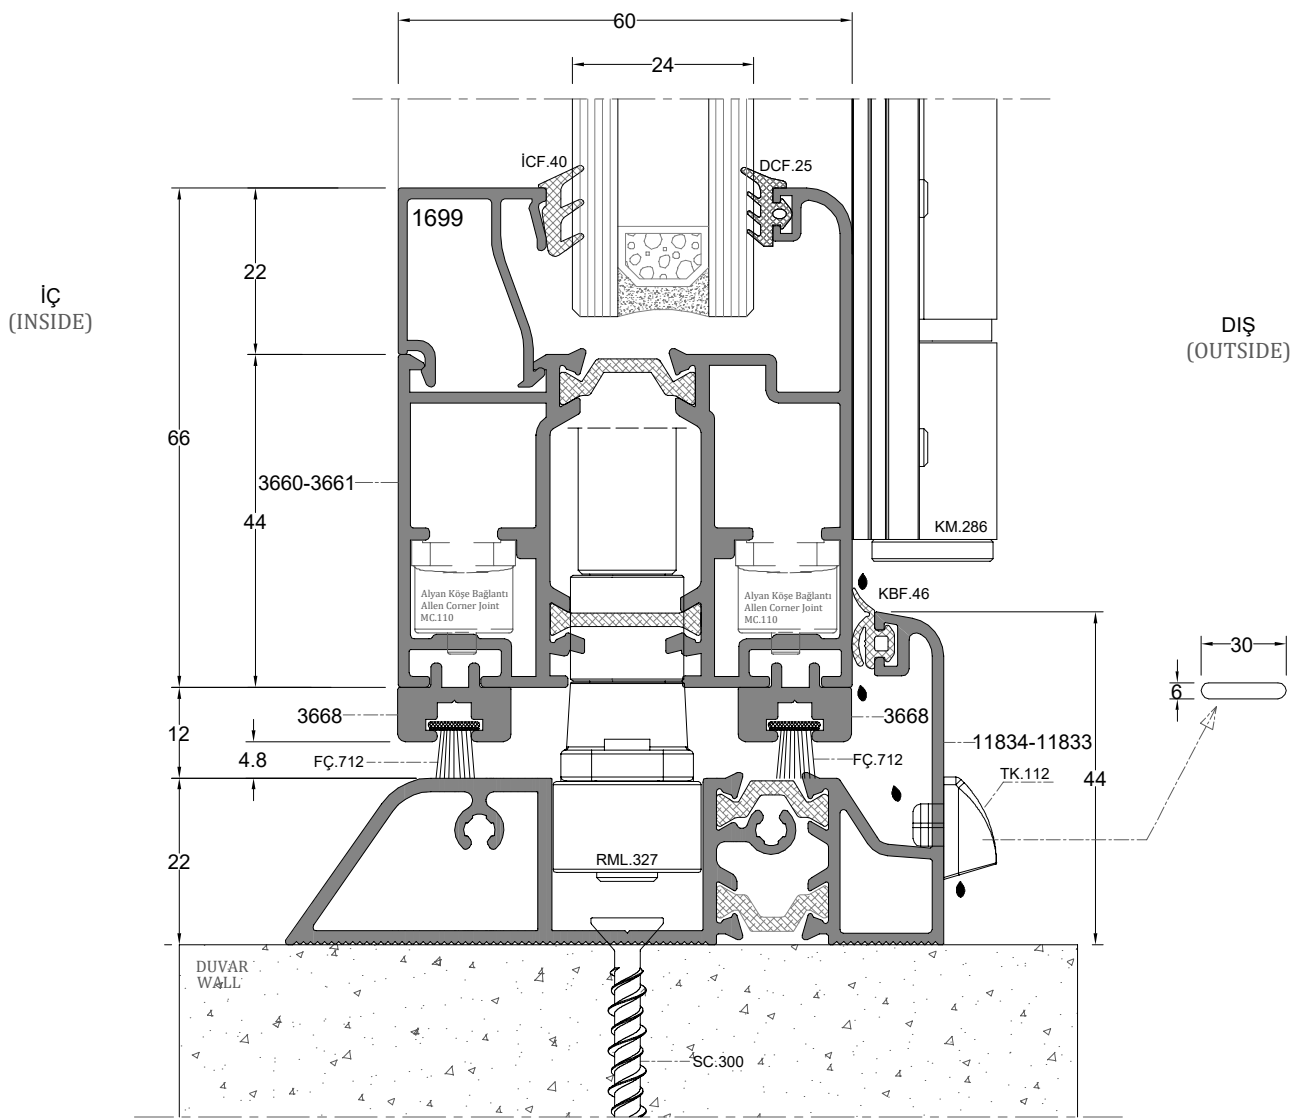 60
24
İCF.40
DCF.25
1699
22
İÇ
(INSIDE)
DIŞ
(OUTSIDE)
66
3660-3661
44
KM.286
Alyan Köşe Bağlantı
Allen Corner Joint
MC.110
Alyan Köşe Bağlantı
Allen Corner Joint
MC.110
KBF.46
30
6
3668
3668
12
4.8
FÇ.712
FÇ.712
11834-11833
TK.112
44
22
RML.327
DUVAR
WALL
SC.300